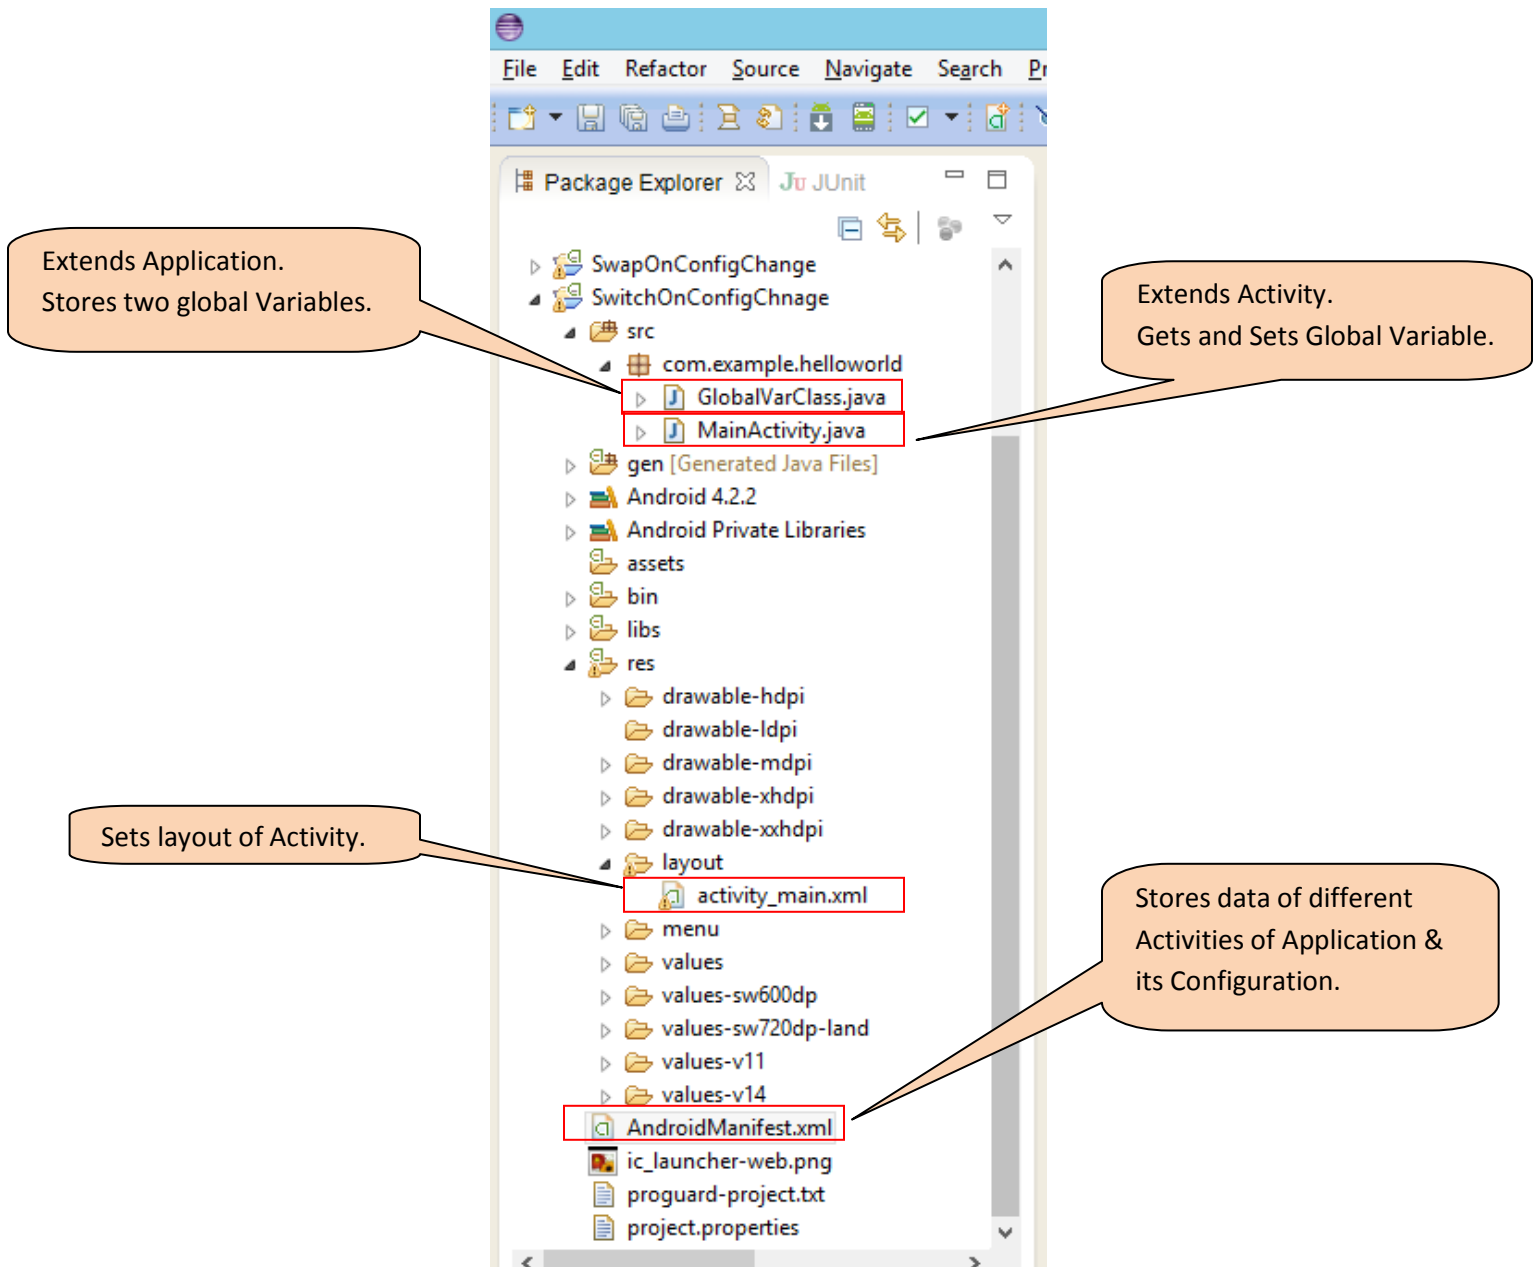 File Edit Refactor Source Navigate Search Pr
Package Explorer JUnit
Extends Application.
Stores two global Variables.
SwapOnConfigChange
SwitchOnConfigChnage
src
com.example.helloworld
GlobalVarClass.java
MainActivity.java
Extends Activity.
Gets and Sets Global Variable.
gen [Generated Java Files]
Android 4.2.2
Android Private Libraries
assets
bin
libs
res
drawable-hdpi
drawable-ldpi
drawable-mdpi
drawable-xhdpi
drawable-xxhdpi
Sets layout of Activity.
layout
activity_main.xml
menu
values
values-sw600dp
values-sw720dp-land
values-v11
values-v14
Stores data of different
Activities of Application &
its Configuration.
AndroidManifest.xml
ic_launcher-web.png
proguard-project.txt
project.properties